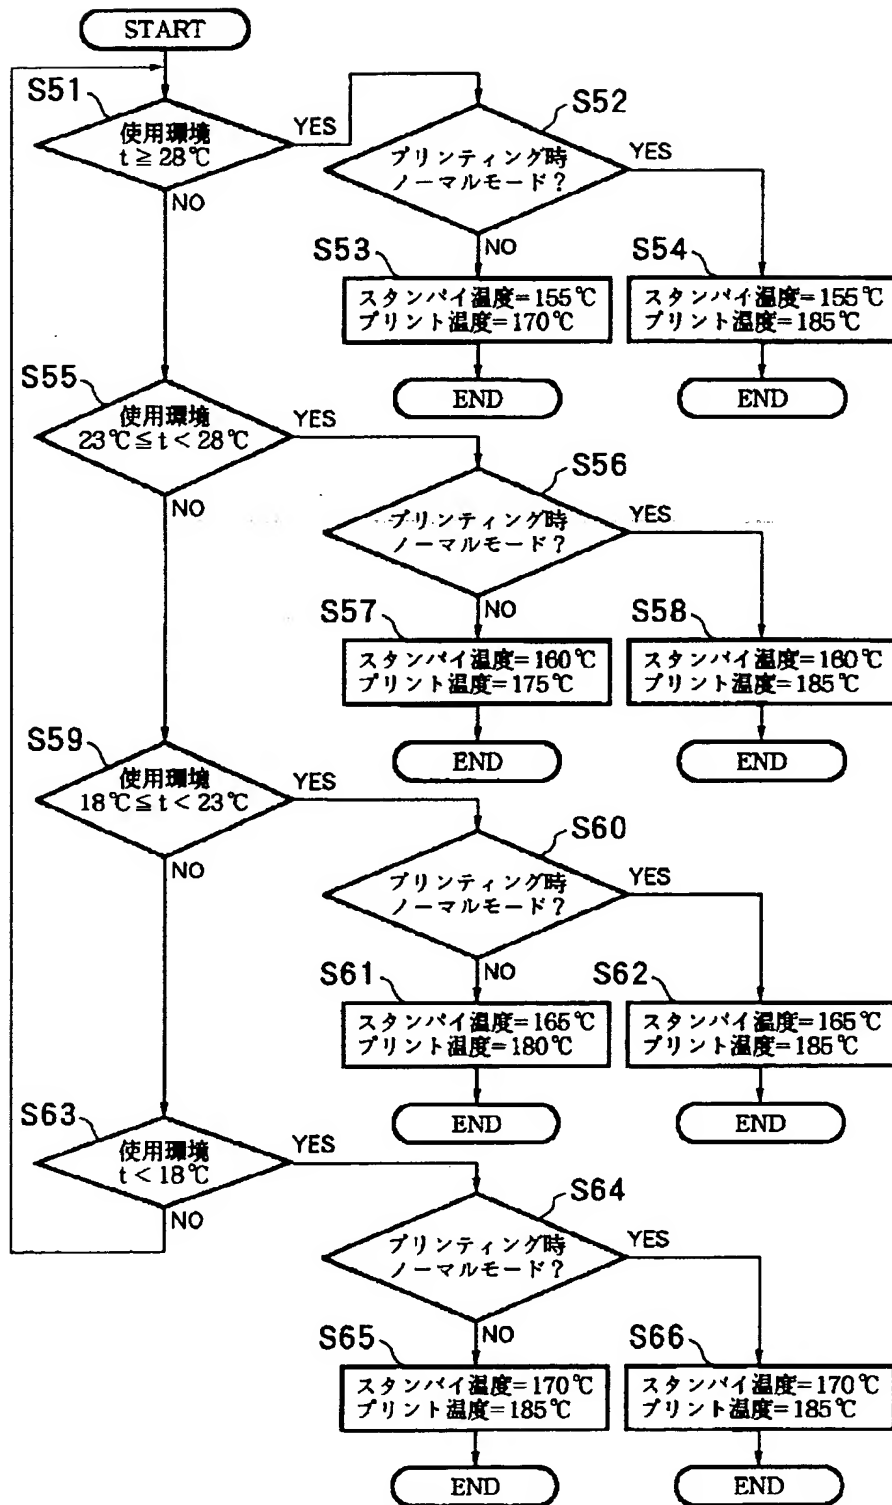 START
S51
使用環境
t≧28℃
YES
NO
S52
プリンティング時
ノーマルモード？
YES
NO
S53
スタンバイ温度=155℃
プリント温度=170℃
END
S54
スタンバイ温度=155℃
プリント温度=185℃
END
S55
使用環境
23℃≦t<28℃
YES
NO
S56
プリンティング時
ノーマルモード？
YES
NO
S57
スタンバイ温度=160℃
プリント温度=175℃
END
S58
スタンバイ温度=160℃
プリント温度=185℃
END
S59
使用環境
18℃≦t<23℃
YES
NO
S60
プリンティング時
ノーマルモード？
YES
NO
S61
スタンバイ温度=165℃
プリント温度=180℃
END
S62
スタンバイ温度=165℃
プリント温度=185℃
END
S63
使用環境
t<18℃
YES
NO
S64
プリンティング時
ノーマルモード？
YES
NO
S65
スタンバイ温度=170℃
プリント温度=185℃
END
S66
スタンバイ温度=170℃
プリント温度=185℃
END